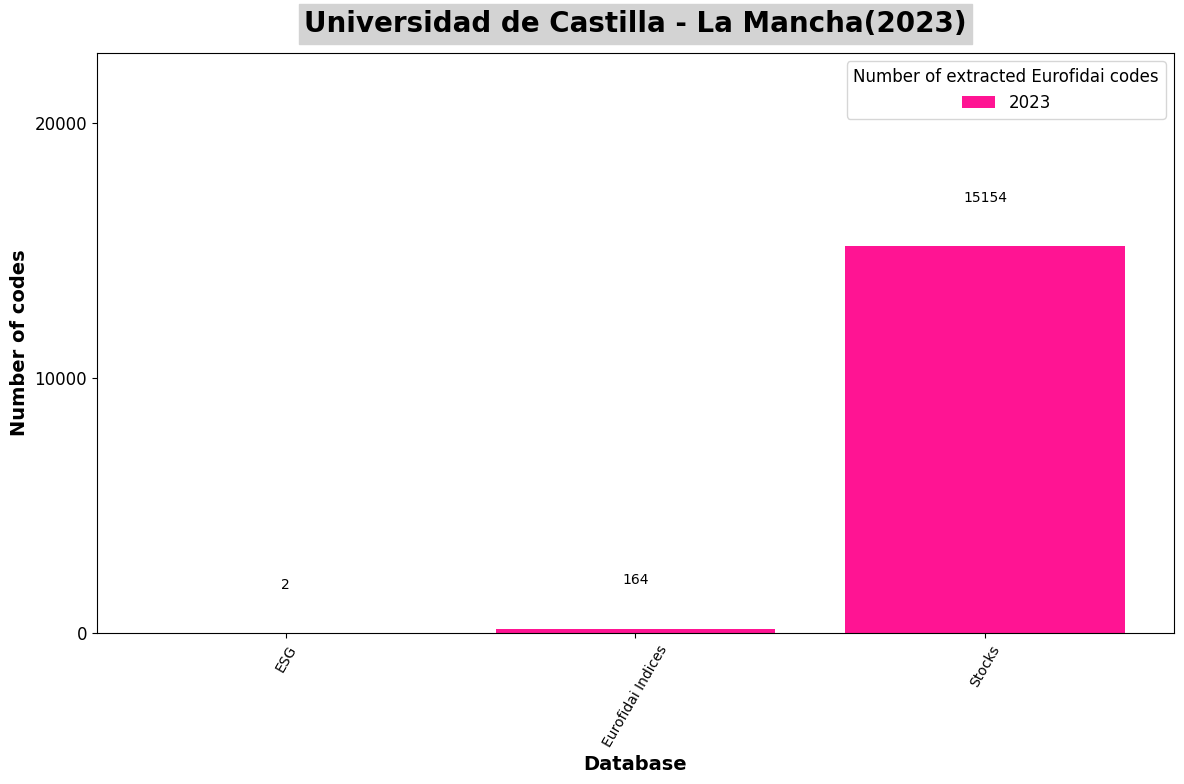 Universidad de Castilla - La Mancha(2023)
Number of extracted Eurofidai codes
2023
20000
10000
0
Number of codes
15154
164
2
ESG
Eurofidai Indices
Stocks
Database